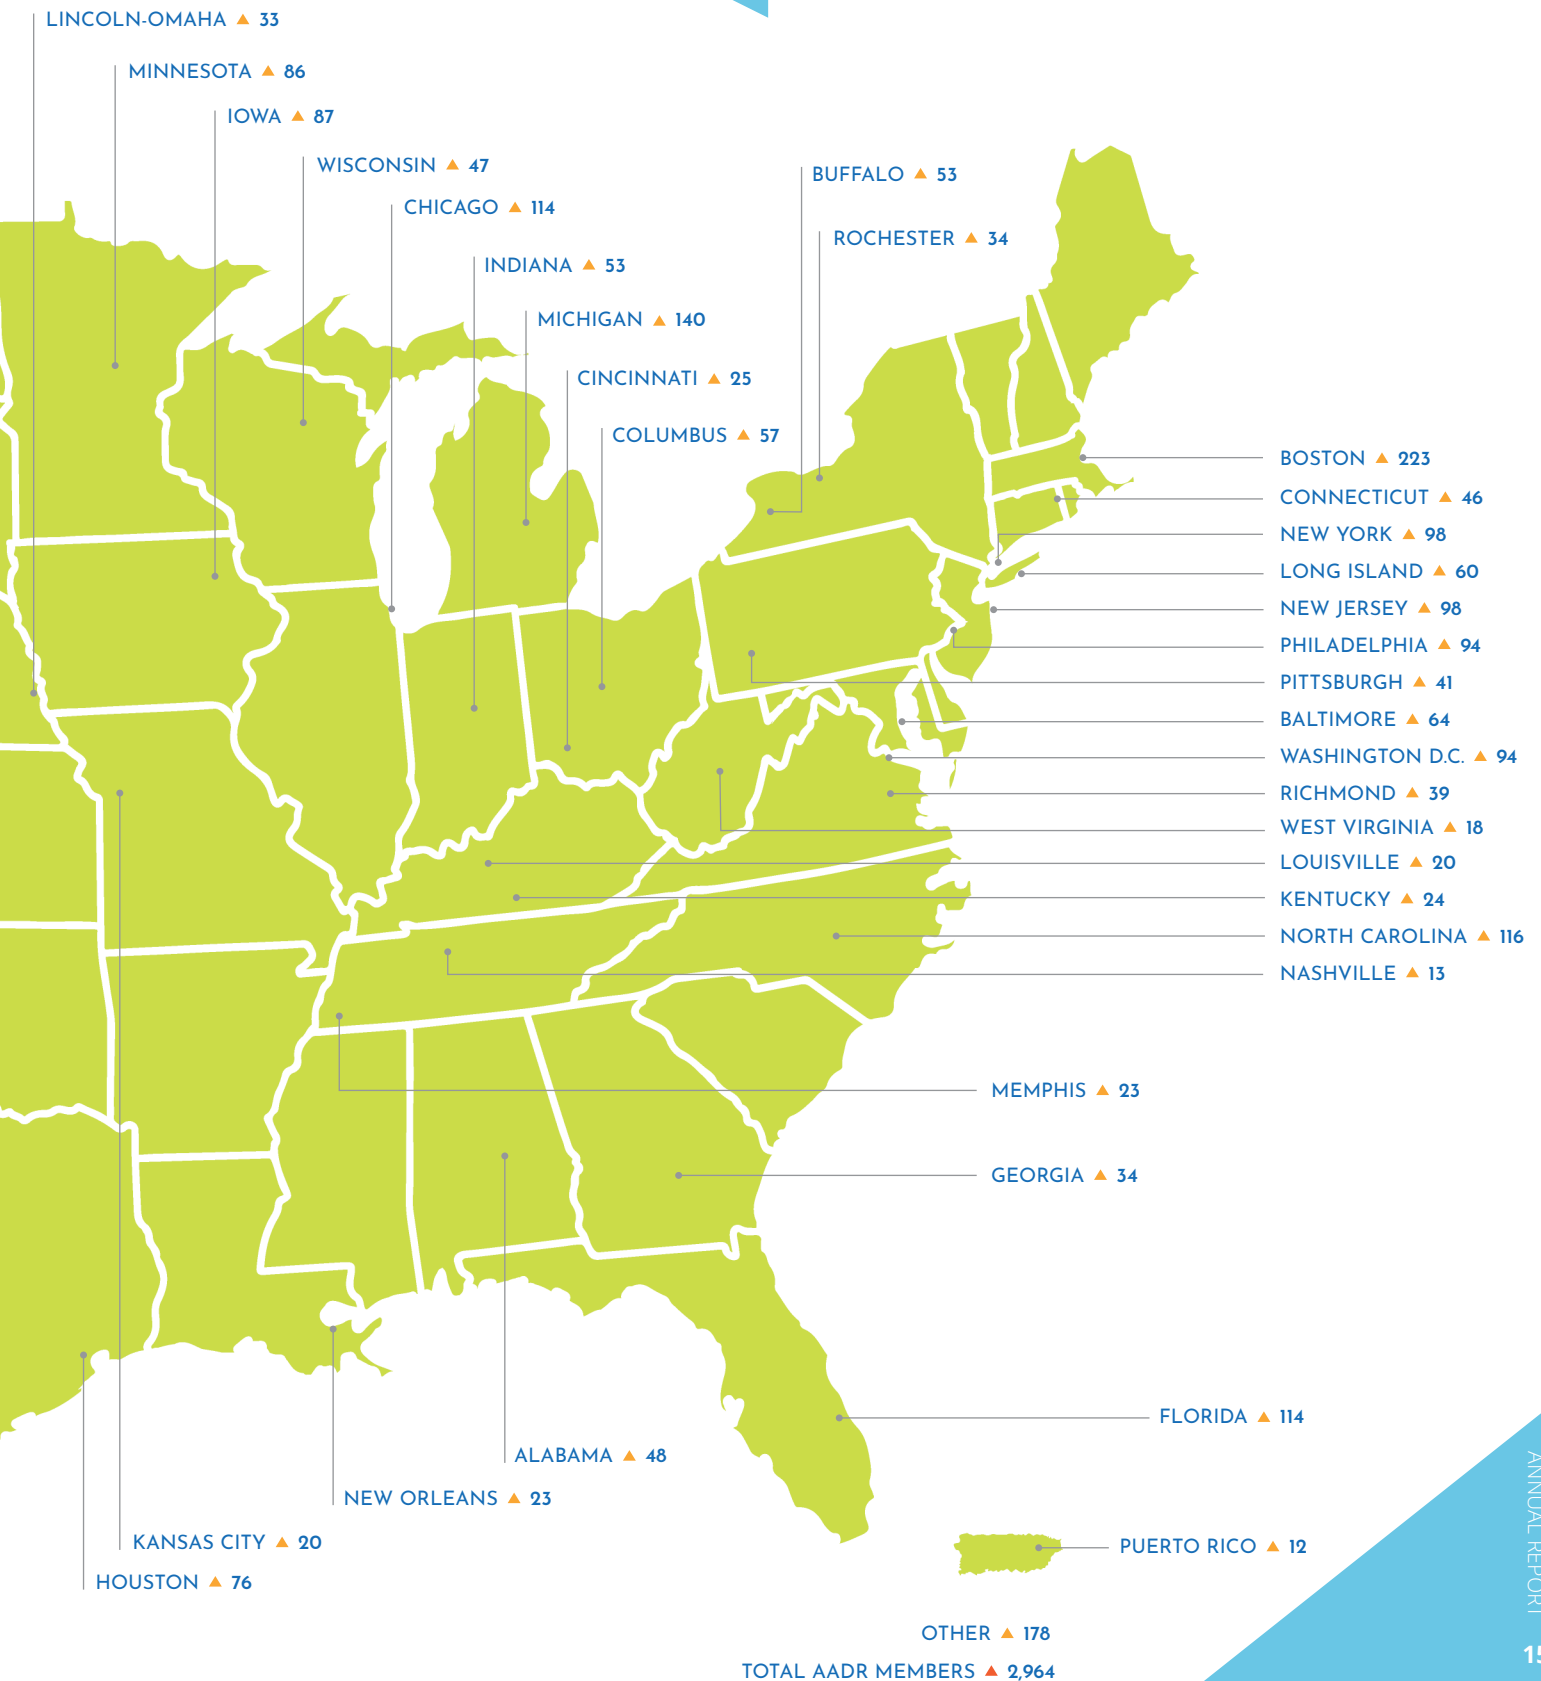 LINCOLN-OMAHA ▲ 33
MINNESOTA ▲ 86
IOWA ▲ 87
WISCONSIN ▲ 47
CHICAGO ▲ 114
INDIANA ▲ 53
MICHIGAN ▲ 140
CINCINNATI ▲ 25
COLUMBUS ▲ 57
BUFFALO ▲ 53
ROCHESTER ▲ 34
BOSTON ▲ 223
CONNECTICUT ▲ 46
NEW YORK ▲ 98
LONG ISLAND ▲ 60
NEW JERSEY ▲ 98
PHILADELPHIA ▲ 94
PITTSBURGH ▲ 41
BALTIMORE ▲ 64
WASHINGTON D.C. ▲ 94
RICHMOND ▲ 39
WEST VIRGINIA ▲ 18
LOUISVILLE ▲ 20
KENTUCKY ▲ 24
NORTH CAROLINA ▲ 116
NASHVILLE ▲ 13
MEMPHIS ▲ 23
GEORGIA ▲ 34
FLORIDA ▲ 114
ALABAMA ▲ 48
NEW ORLEANS ▲ 23
KANSAS CITY ▲ 20
HOUSTON ▲ 76
PUERTO RICO ▲ 12
OTHER ▲ 178
TOTAL AADR MEMBERS ▲ 2,964
ANNUAL REPORT